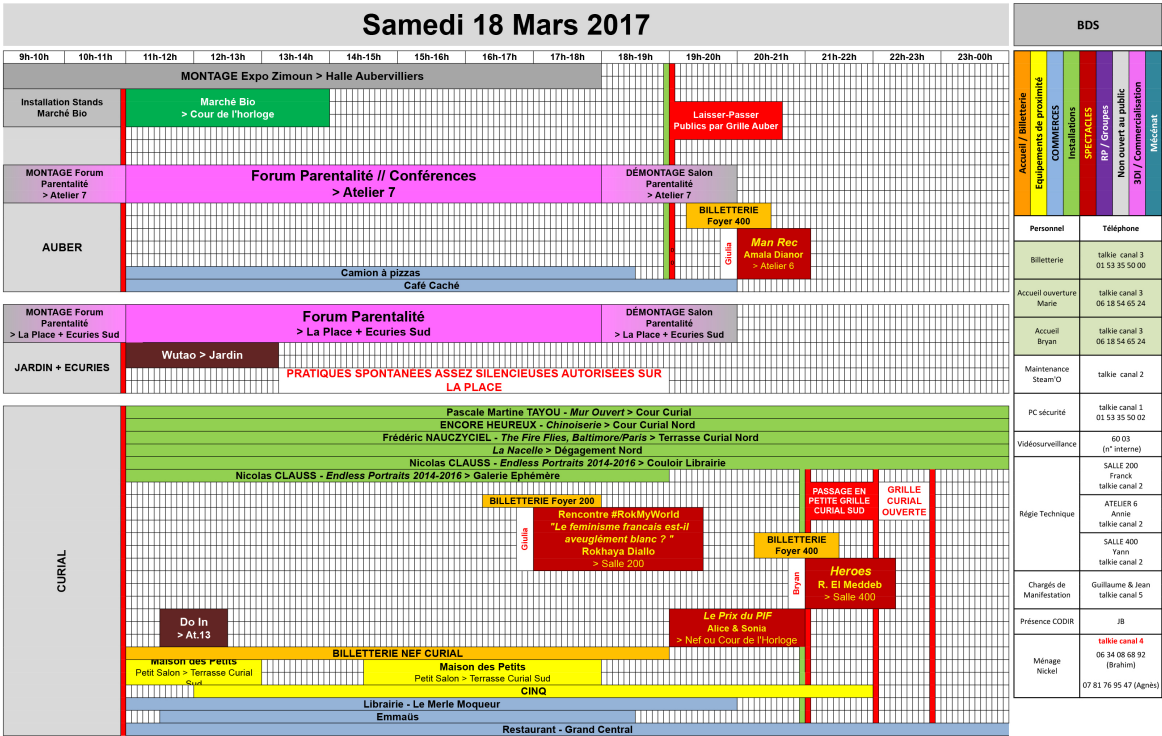 Samedi 18 Mars 2017
BDS
9h-10h 10h-11h 11h-12h 12h-13h 13h-14h 14h-15h 15h-16h 16h-17h 17h-18h 18h-19h 19h-20h 20h-21h 21h-22h 22h-23h 23h-00h
MONTAGE Expo Zimoun > Halle Aubervilliers
Installation Stands
Marché Bio
Marché Bio
> Cour de l'horloge
Laisser-Passer
Publics par Grille Auber
MONTAGE Forum
Parentalité
> Atelier 7
Forum Parentalité // Conférences
> Atelier 7
DÉMONTAGE Salon
Parentalité
> Atelier 7
AUBER
BILLETTERIE
Foyer 400
Giulia
Man Rec
Amala Dianor
> Atelier 6
Camion à pizzas
Café Caché
MONTAGE Forum
Parentalité
> La Place + Ecuries Sud
Forum Parentalité
> La Place + Ecuries Sud
DÉMONTAGE Salon
Parentalité
> La Place + Ecuries Sud
JARDIN + ECURIES
Wutao > Jardin
PRATIQUES SPONTANÉES ASSEZ SILENCIEUSES AUTORISÉES SUR
LA PLACE
CURIAL
Pascale Martine TAYOU - Mur Ouvert > Cour Curial
ENCORE HEUREUX - Chinoiserie > Cour Curial Nord
Frédéric NAUCZYCIEL - The Fire Flies, Baltimore/Paris > Terrasse Curial Nord
La Nacelle > Dégagement Nord
Nicolas CLAUSS - Endless Portraits 2014-2016 > Couloir Librairie
Nicolas CLAUSS - Endless Portraits 2014-2016 > Galerie Ephémère
BILLETTERIE Foyer 200
Giulia
Rencontre #RokMyWorld
"Le feminisme francais est-il
aveuglément blanc ? "
Rokhaya Diallo
> Salle 200
PASSAGE EN
PETITE GRILLE
CURIAL SUD
GRILLE
CURIAL
OUVERTE
BILLETTERIE
Foyer 400
Bryan
Heroes
R. El Meddeb
> Salle 400
Do In
> At.13
Le Prix du PIF
Alice & Sonia
> Nef ou Cour de l'Horloge
BILLETTERIE NEF CURIAL
Maison des Petits
Petit Salon > Terrasse Curial
Sud
Maison des Petits
Petit Salon > Terrasse Curial Sud
CINQ
Librairie - Le Merle Moqueur
Emmaüs
Restaurant - Grand Central
Accueil / Billetterie
Equipements de proximité
COMMERCES
Installations
SPECTACLES
RP / Groupes
Non ouvert au public
3DI / Commercialisation
Mécénat
Personnel Téléphone
Billetterie
talkie canal 3
01 53 35 50 00
Accueil ouverture
Marie
talkie canal 3
06 18 54 65 24
Accueil
Bryan
talkie canal 3
06 18 54 65 24
Maintenance
Steam'O
talkie canal 2
PC sécurité
talkie canal 1
01 53 35 50 02
Vidéosurveillance
60 03
(n° interne)
Régie Technique
SALLE 200
Franck
talkie canal 2
ATELIER 6
Annie
talkie canal 2
SALLE 400
Yann
talkie canal 2
Chargés de
Manifestation
Guillaume & Jean
talkie canal 5
Présence CODIR
JB
Ménage
Nickel
talkie canal 4
06 34 08 68 92
(Brahim)
07 81 76 95 47 (Agnès)